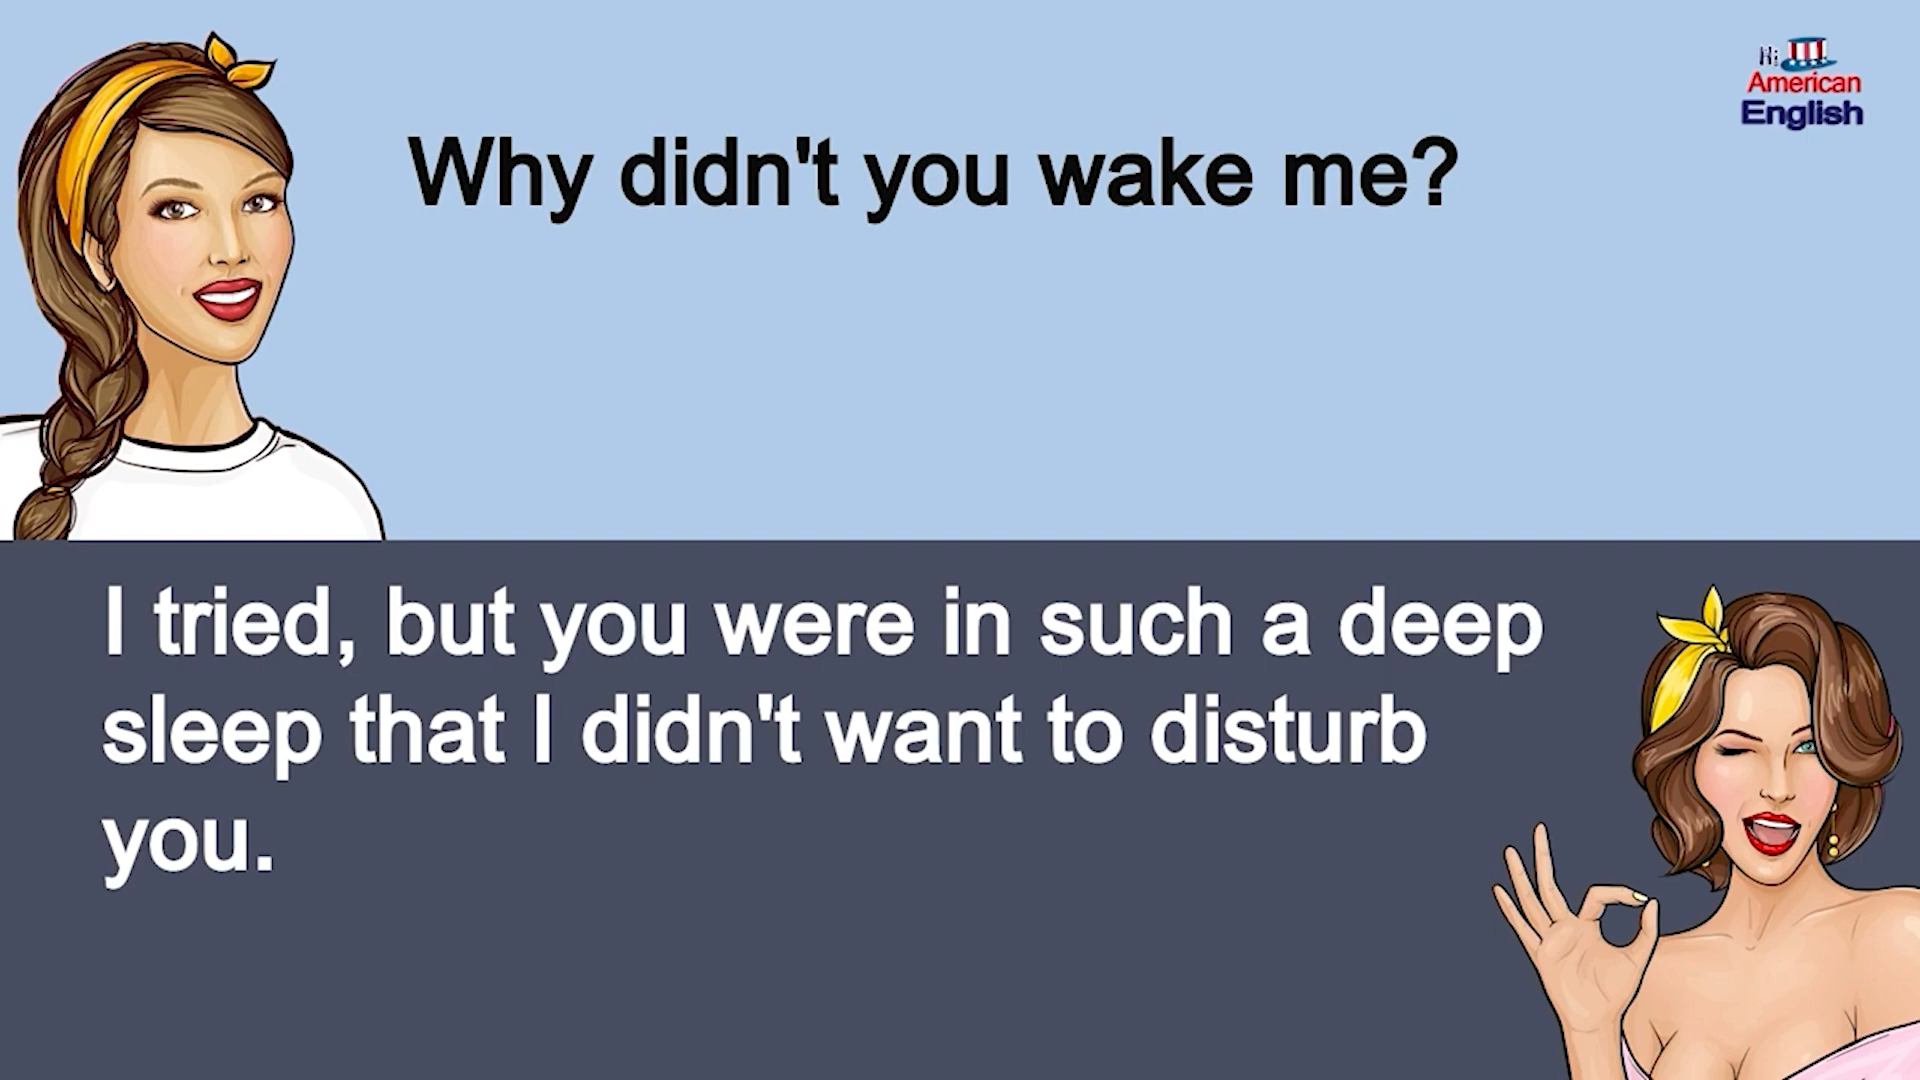 Hi
American
English
Why didn't you wake me?
I tried, but you were in such a deep
sleep that I didn't want to disturb
you.